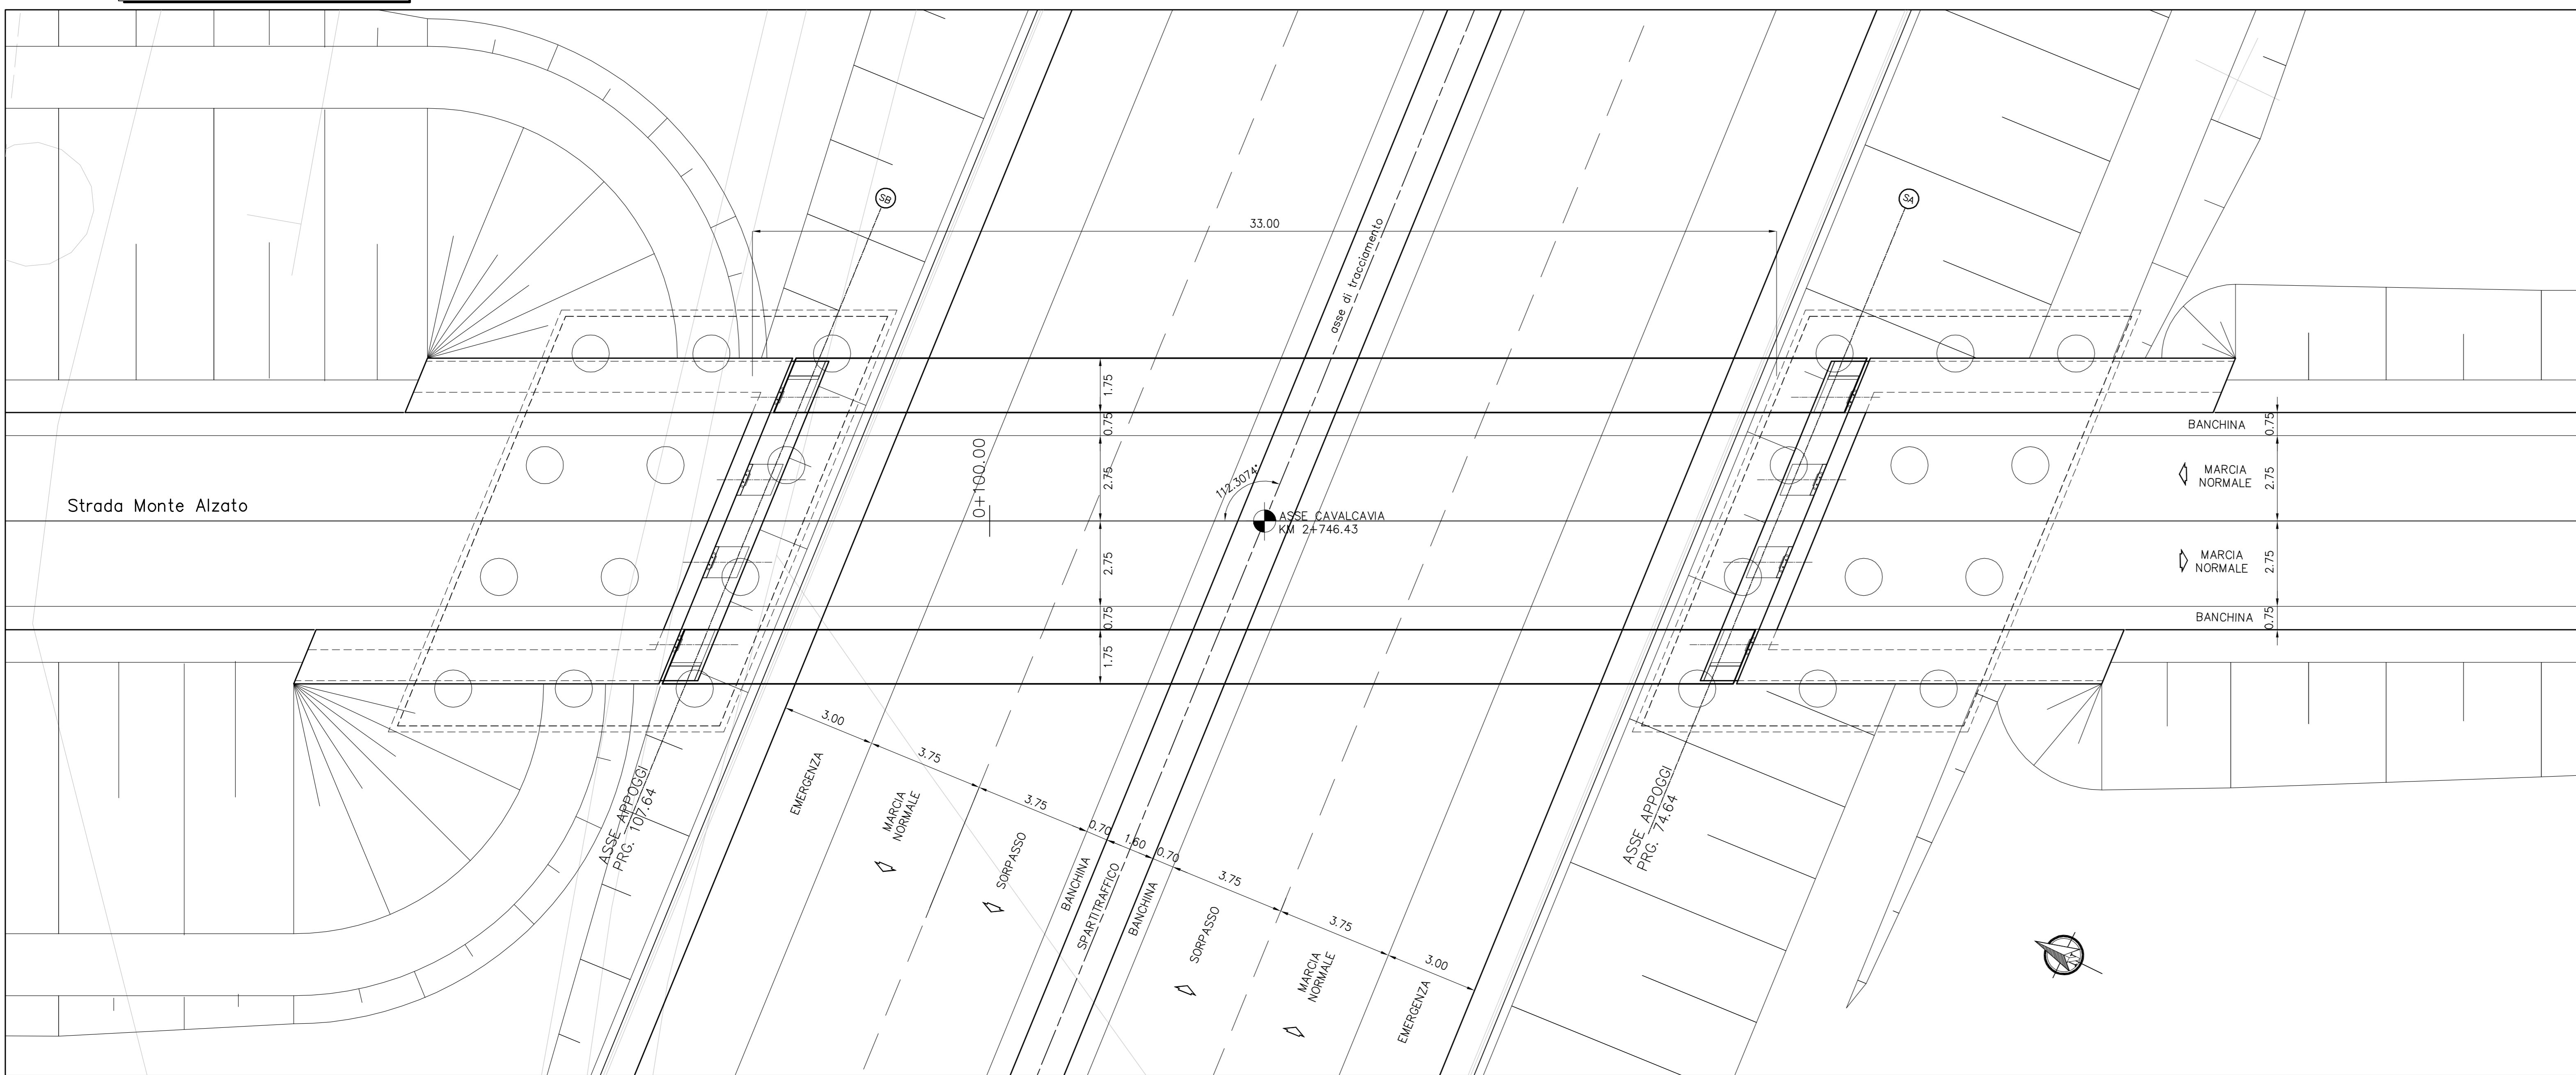 SB
SA
33.00
asse di tracciamento
1.75
0.75
0.75
BANCHINA
0+100.00
2.75
112.3074°
MARCIA
NORMALE
2.75
Strada Monte Alzato
ASSE CAVALCAVIA
KM 2+746.43
2.75
MARCIA
NORMALE
2.75
0.75
BANCHINA
0.75
1.75
3.00
3.75
3.75
0.70
1.60
0.70
3.75
3.75
3.00
ASSE APPOGGI
PRG. 107.64
ASSE APPOGGI
PRG. 74.64
EMERGENZA
MARCIA
NORMALE
SORPASSO
BANCHINA
SPARTITRAFFICO
BANCHINA
SORPASSO
MARCIA
NORMALE
EMERGENZA
N